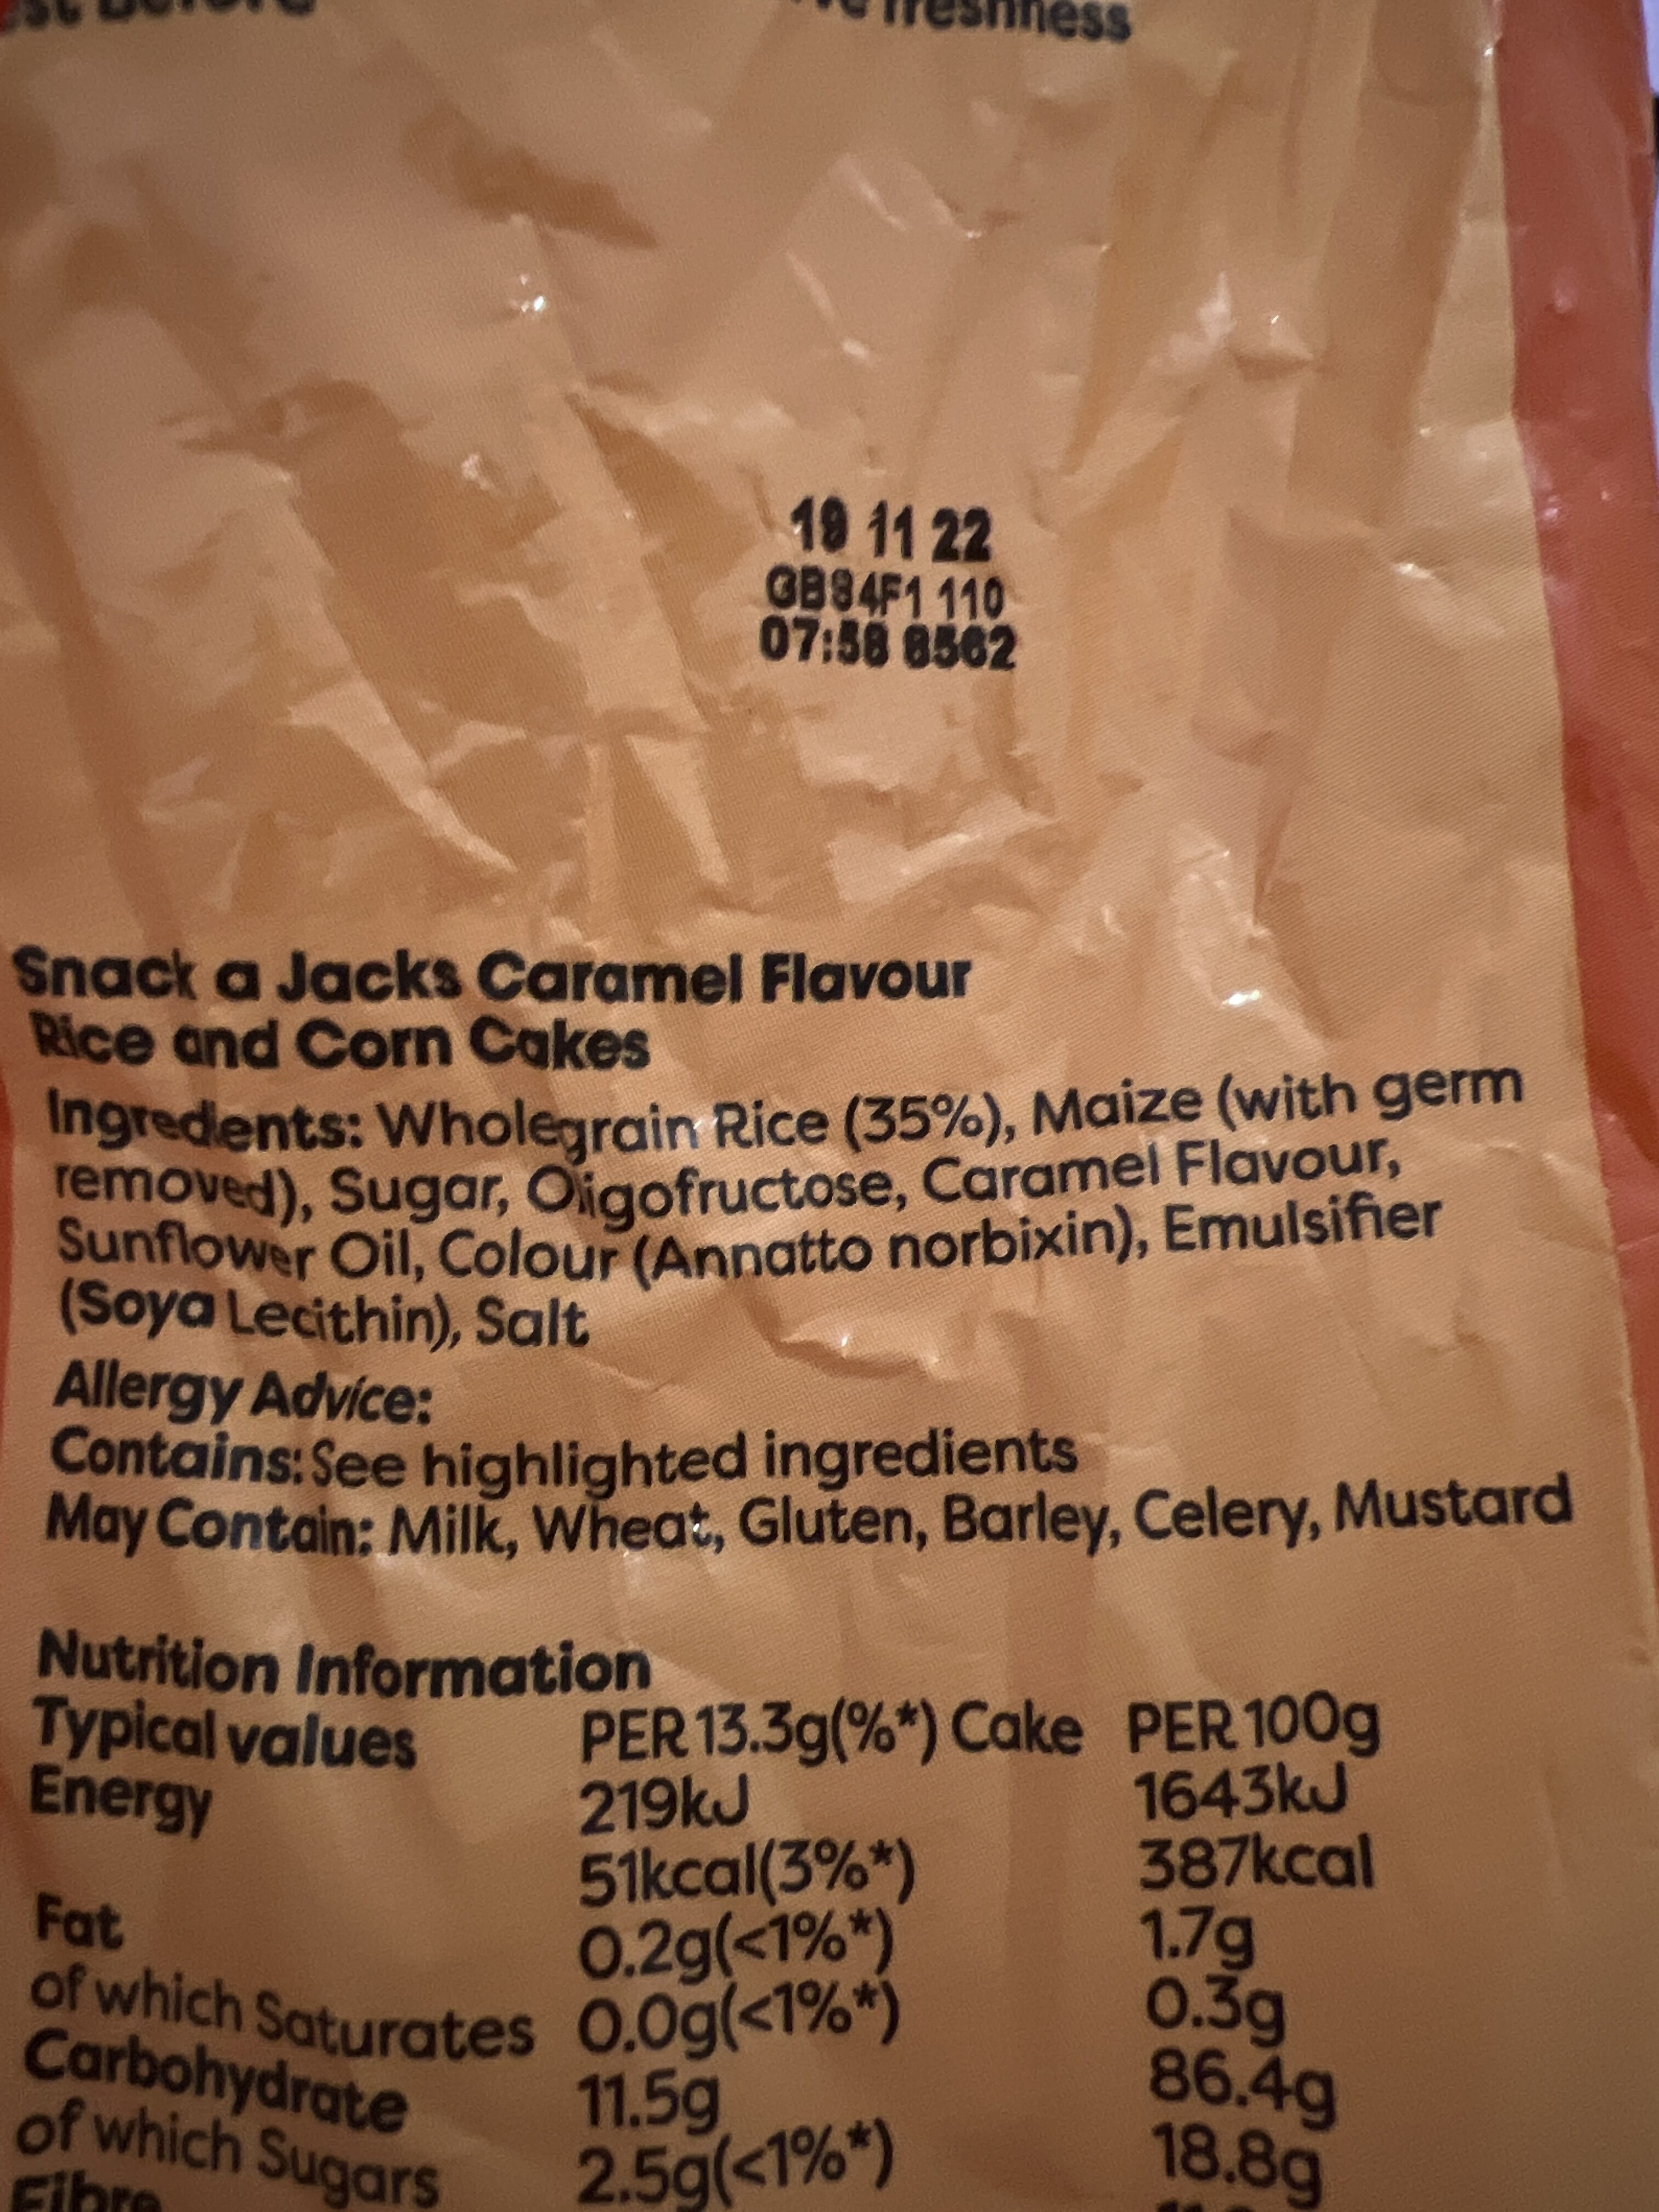 Before
freshness
19 11 22
GB84F1 110
07:58 8562
Snack a Jacks Caramel Flavour
Rice and Corn Cakes
Ingredients: Wholegrain Rice (35%), Maize (with germ
removed), Sugar, Oligofructose, Caramel Flavour,
Sunflower Oil, Colour (Annatto norbixin), Emulsifier
(Soya Lecithin), Salt
Allergy Advice:
Contains: See highlighted ingredients
May Contain: Milk, Wheat, Gluten, Barley, Celery, Mustard
Nutrition Information
Typical values PER 13.3g(%*) Cake PER 100g
Energy 219kJ 1643kJ
51kcal(3%*) 387kcal
Fat 0.2g(<1%*) 1.7g
of which Saturates 0.0g(<1%*) 0.3g
Carbohydrate 11.5g 86.4g
of which Sugars 2.5g(<1%*) 18.8g
Fibre